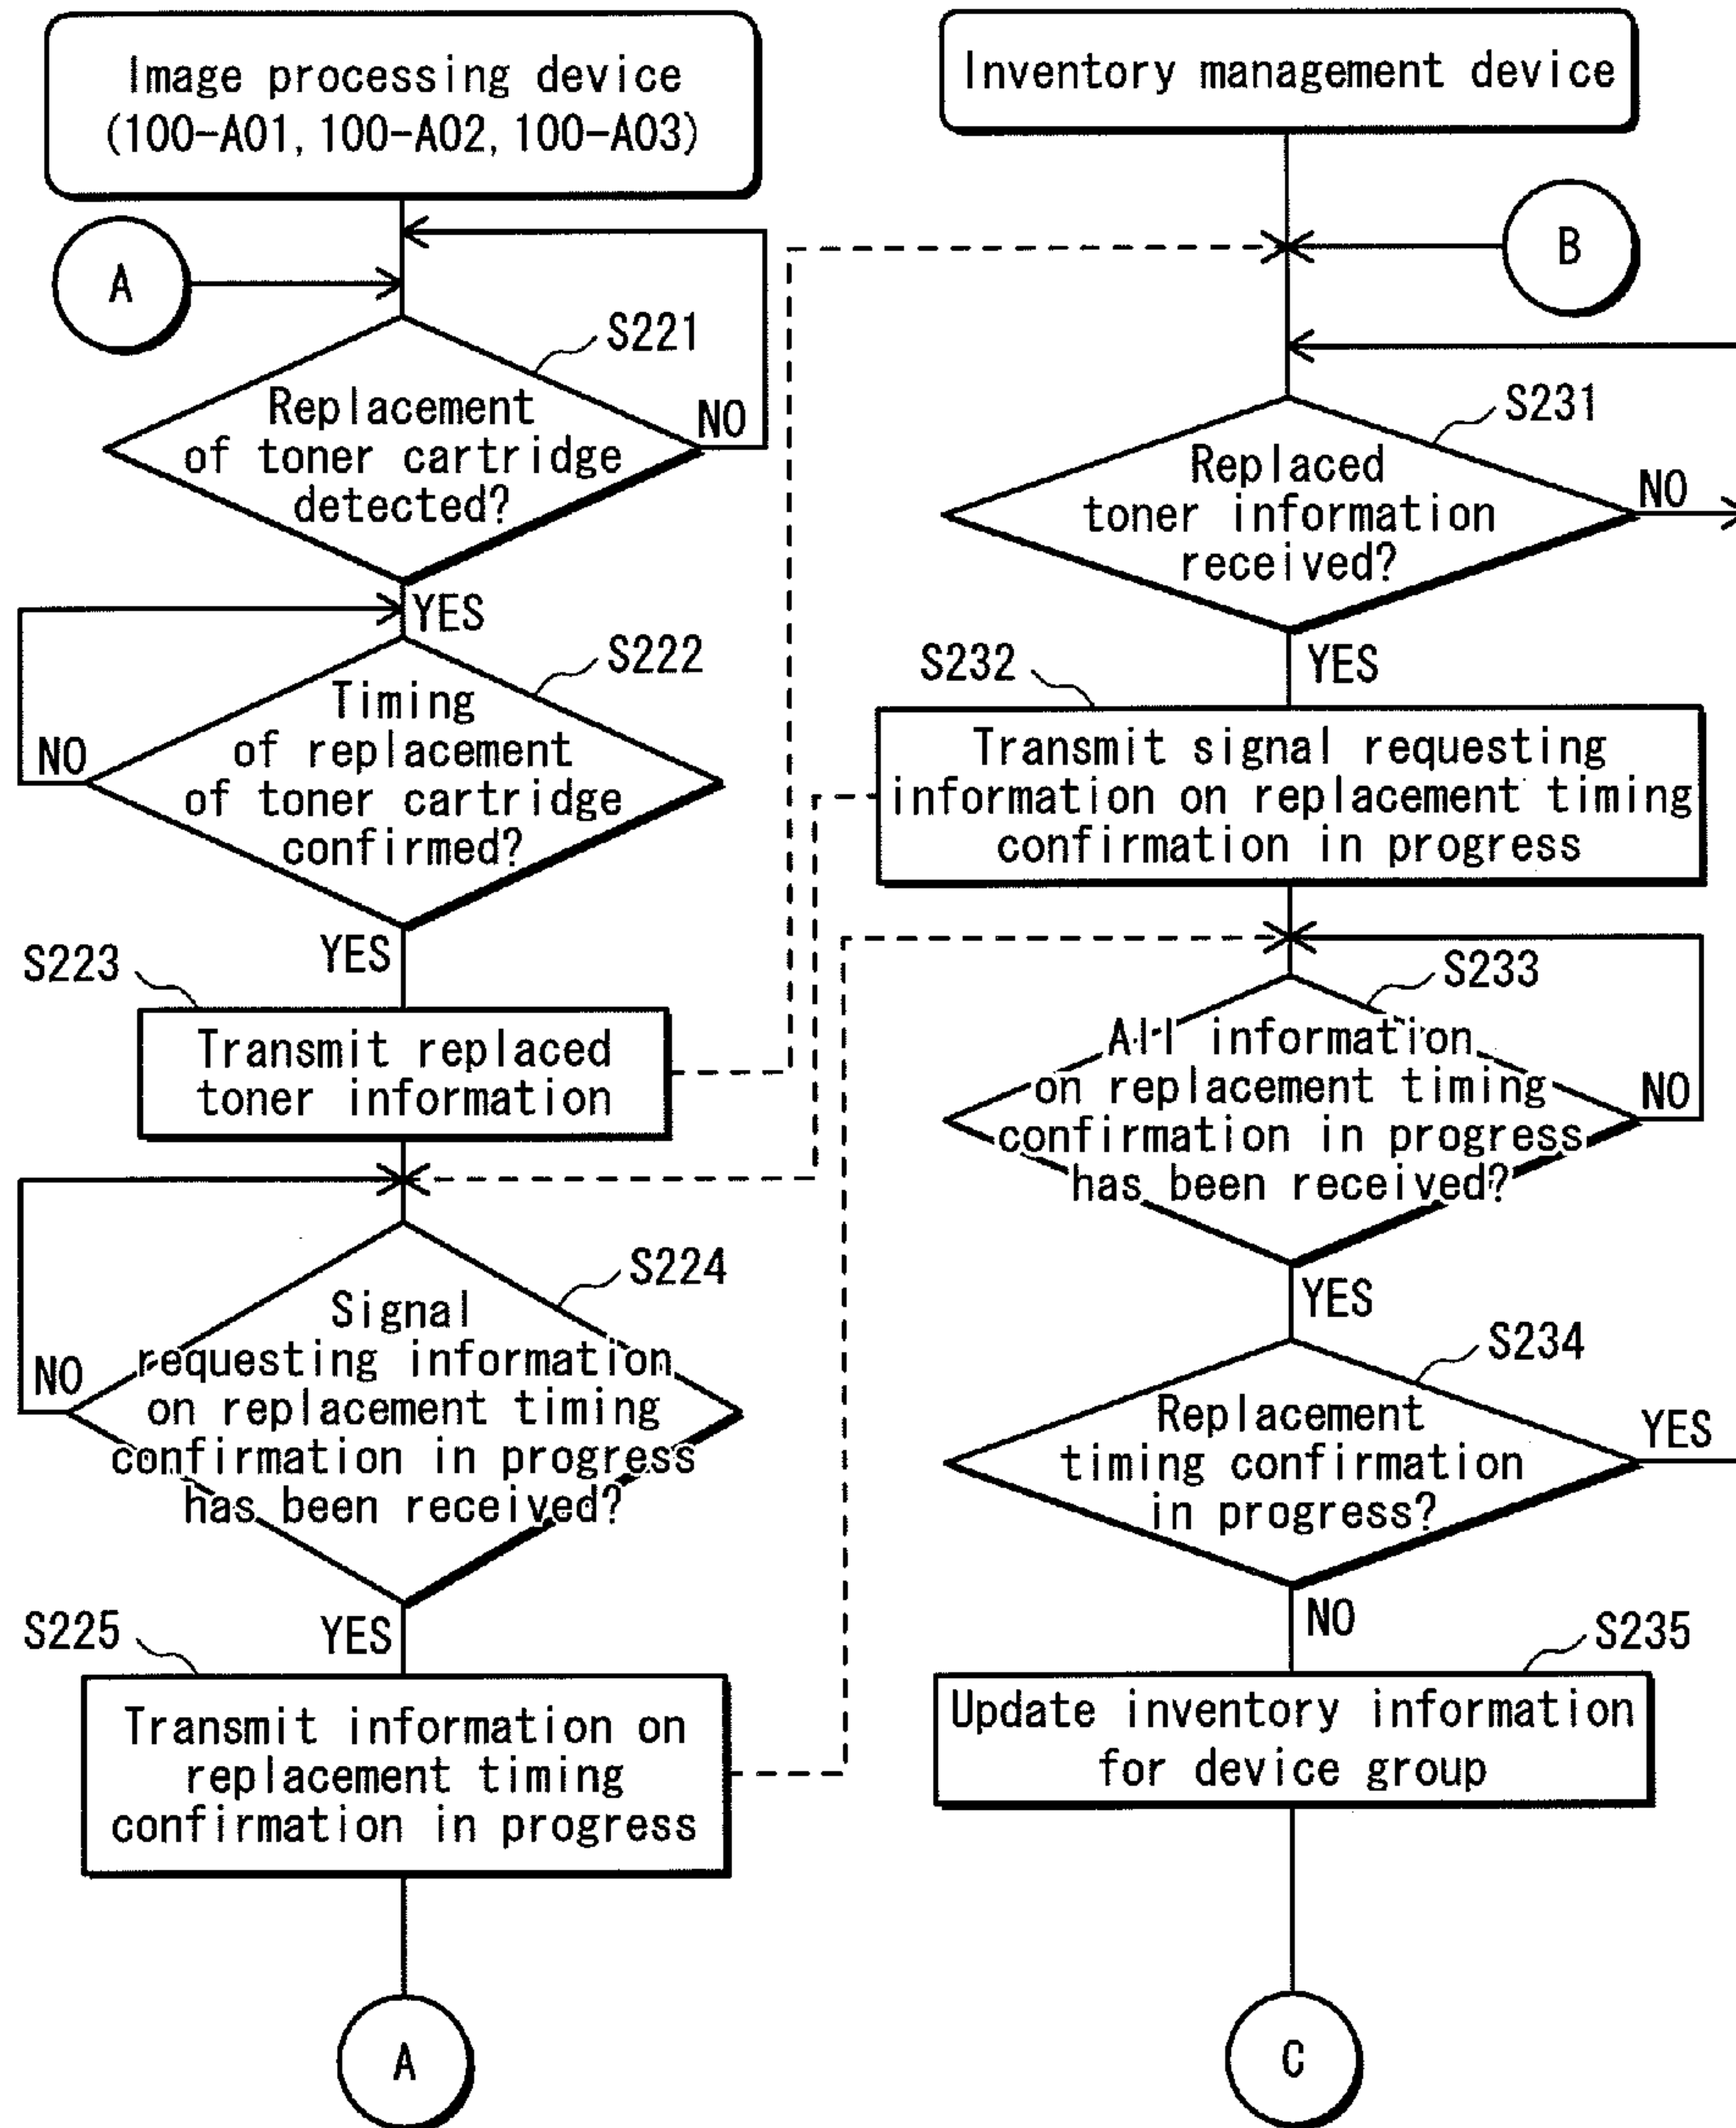 Image processing device
(100-A01, 100-A02, 100-A03)
A
S221
Replacement
of toner cartridge
detected?
NO
YES
S222
Timing
of replacement
of toner cartridge
confirmed?
NO
YES
S223
Transmit replaced
toner information
S224
Signal
requesting information
on replacement timing
confirmation in progress
has been received?
NO
YES
S225
Transmit information on
replacement timing
confirmation in progress
A
Inventory management device
B
S231
Replaced
toner information
received?
NO
YES
S232
Transmit signal requesting
information on replacement timing
confirmation in progress
S233
All information
on replacement timing
confirmation in progress
has been received?
NO
YES
S234
Replacement
timing confirmation
in progress?
YES
NO
S235
Update inventory information
for device group
C